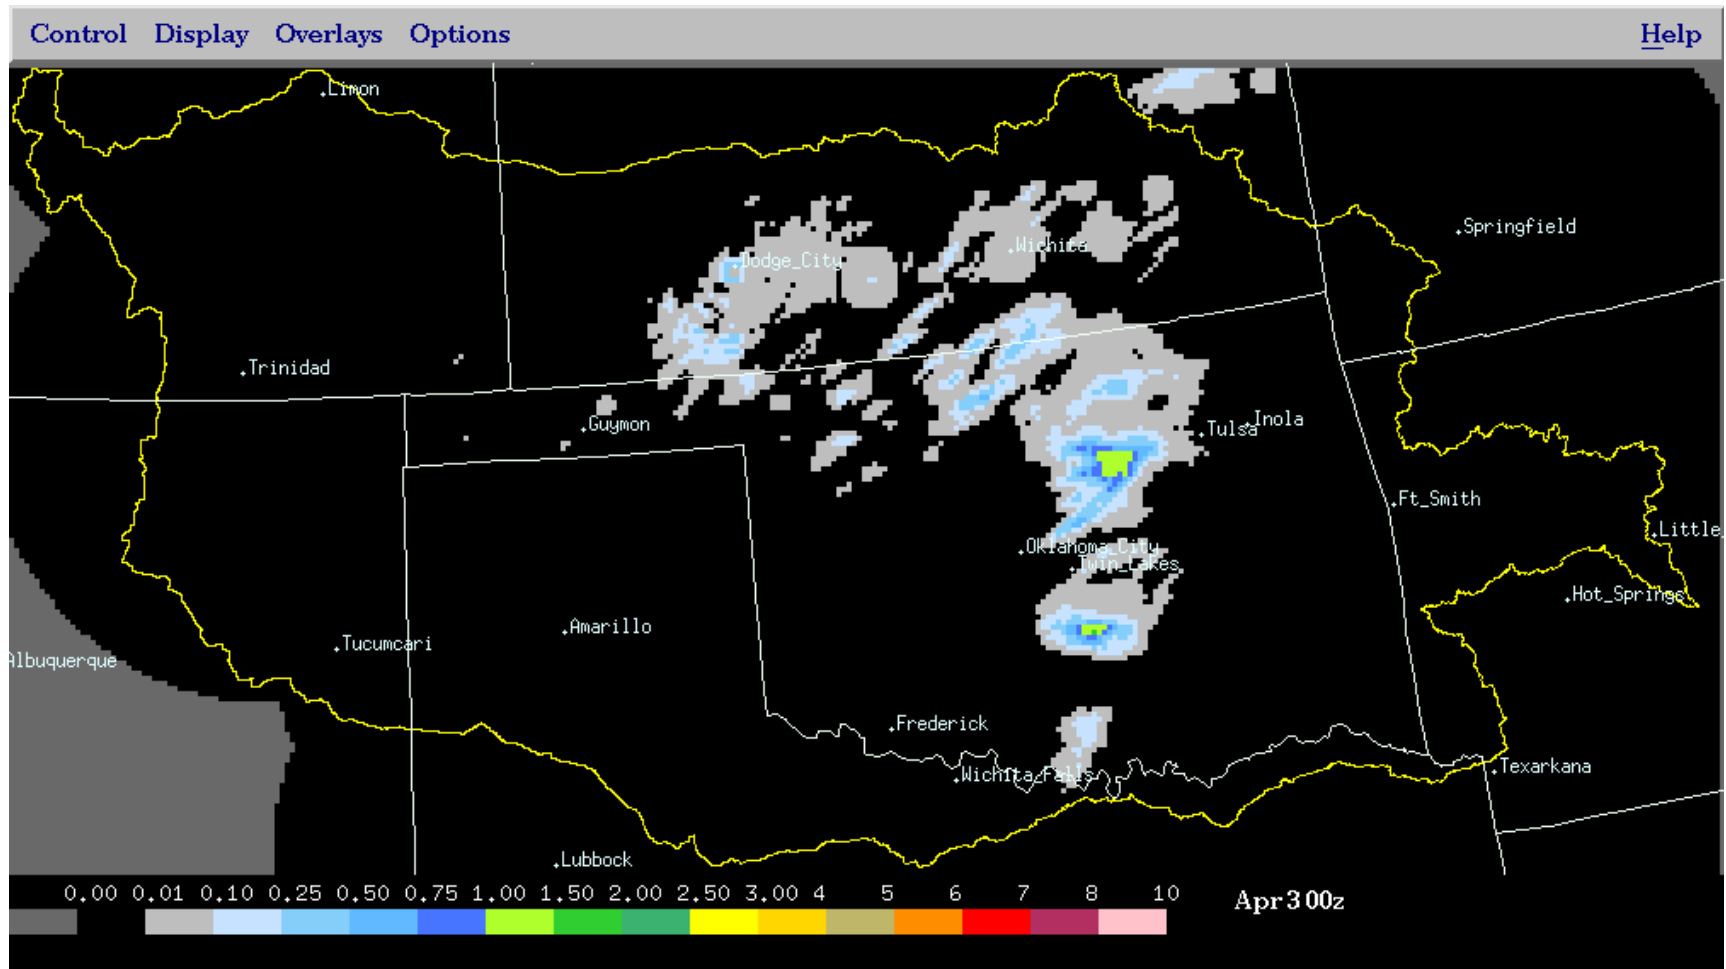 Control Display Overlays Options Help
Limon
Springfield
Wichita
Dodge_City
Trinidad
Guymon
Tulsa
Inola
Ft_Smith
Little
Oklahoma_City
Twin_Lakes
Hot_Springs
Amarillo
Tucumcari
Albuquerque
Frederick
Wichita_Falls
Texarkana
Lubbock
0.00 0.01 0.10 0.25 0.50 0.75 1.00 1.50 2.00 2.50 3.00 4 5 6 7 8 10
Apr 3 00z